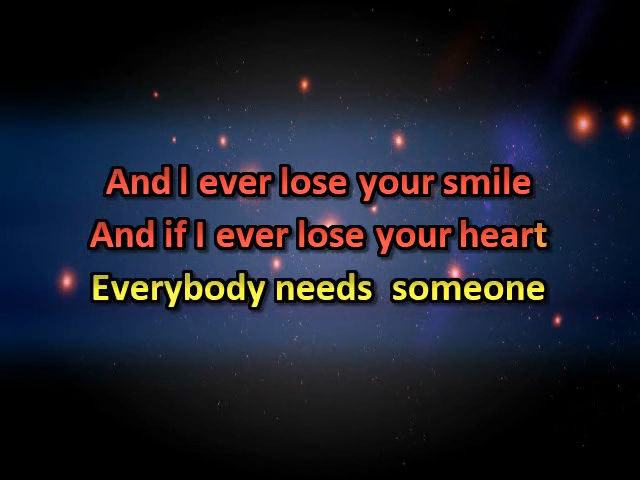 And I ever lose your smile
And if I ever lose your heart
Everybody needs  someone